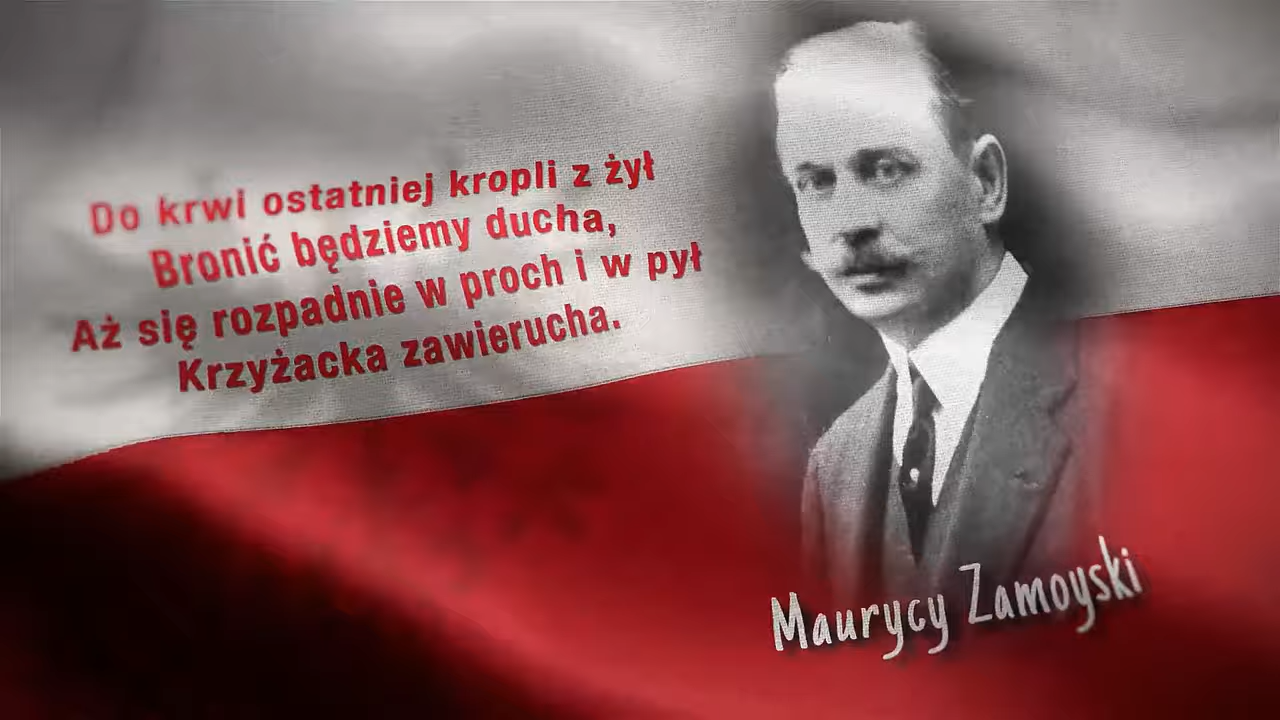 Do krwi ostatniej kropli z żył
Bronić będziemy ducha,
Aż się rozpadnie w proch i w pył
Krzyżacka zawierucha.
Maurycy Zamoyski